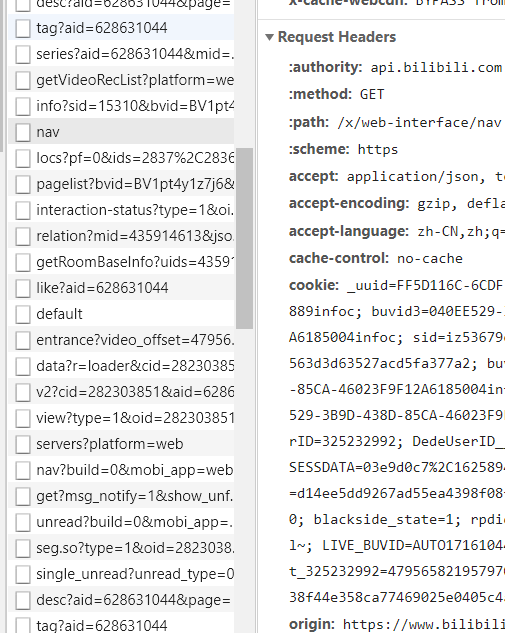 desc?aid=628631044&page=
tag?aid=628631044
series?aid=628631044&mid=.
getVideoRecList?platform=we
info?sid=15310&bvid=BV1pt4
nav
locs?pf=0&ids=2837%2C2836
pagelist?bvid=BV1pt4y1z7j6&
interaction-status?type=1&oi.
relation?mid=435914613&jso
getRoomBaseInfo?uids=43591
like?aid=628631044
default
entrance?video_offset=47956.
data?r=loader&cid=28230385
v2?cid=282303851&aid=6286
view?type=1&oid=282303851
servers?platform=web
nav?build=0&mobi_app=web
get?msg_notify=1&show_unf.
unread?build=0&mobi_app=.
seg.so?type=1&oid=2823038.
single_unread?unread_type=0
desc?aid=628631044&page=
tag?aid=628631044
x-cache-webcdn: BYPASS from
Request Headers
:authority: api.bilibili.com
:method: GET
:path: /x/web-interface/nav
:scheme: https
accept: application/json, te
accept-encoding: gzip, defla
accept-language: zh-CN,zh;q=
cache-control: no-cache
cookie: _uuid=FF5D116C-6CDF
889infoc; buvid3=040EE529-
A6185004infoc; sid=iz53679
563d3d63527acd5fa377a2; buv
-85CA-46023F9F12A6185004inf
529-3B9D-438D-85CA-46023F9F
rID=325232992; DedeUserID__
SESSDATA=03e9d0c7%2C1625894
=d14ee5dd9267ad55ea4398f08
0; blackside_state=1; rpdi
l~; LIVE_BUVID=AUTO17161044
t_325232992=47956582195797
38f44e358ca77469025e0405c4
origin: https://www.bilibil